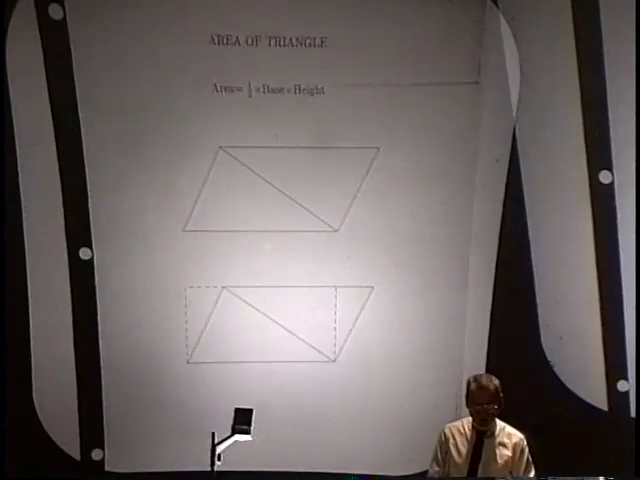 AREA OF TRIANGLE
Area= ½ × Base × Height